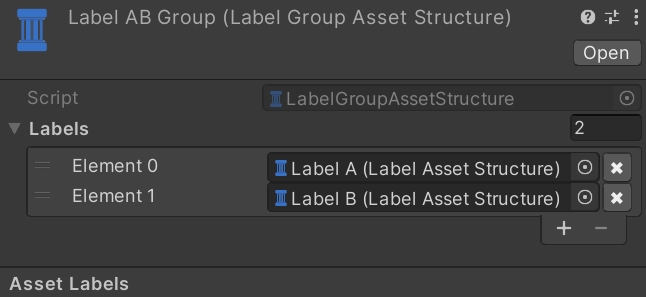 Label AB Group (Label Group Asset Structure)
Open
Script LabelGroupAssetStructure
Labels 2
Element 0 Label A (Label Asset Structure)
Element 1 Label B (Label Asset Structure)
Asset Labels